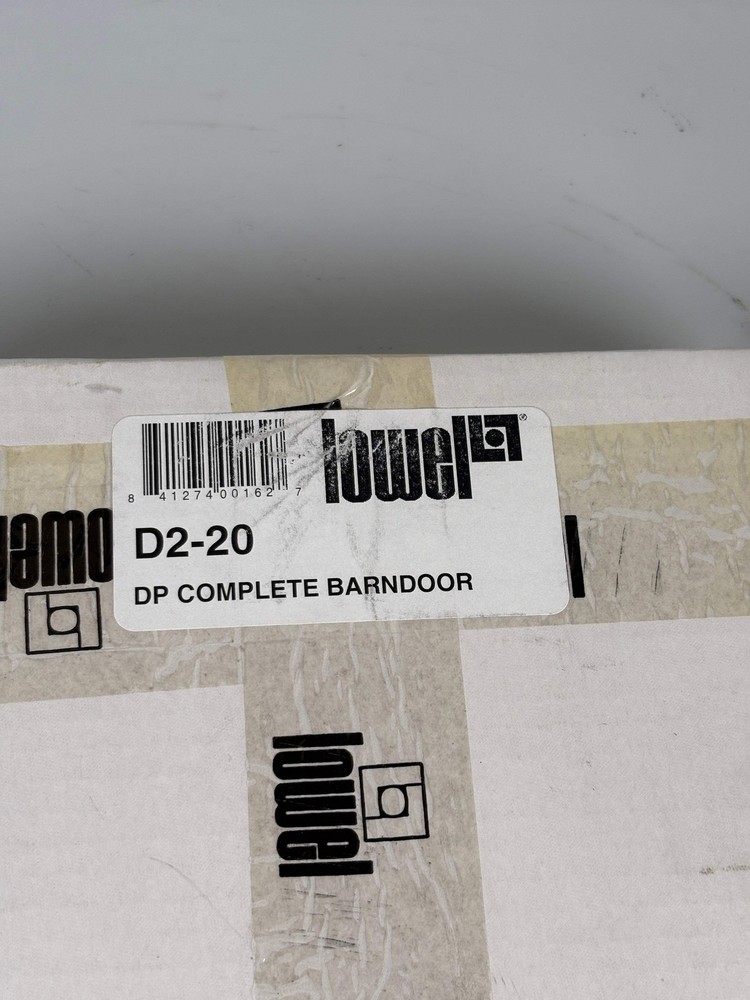 lowel®
8 41274 00162 7
D2-20
DP COMPLETE BARNDOOR
lowel
lowel